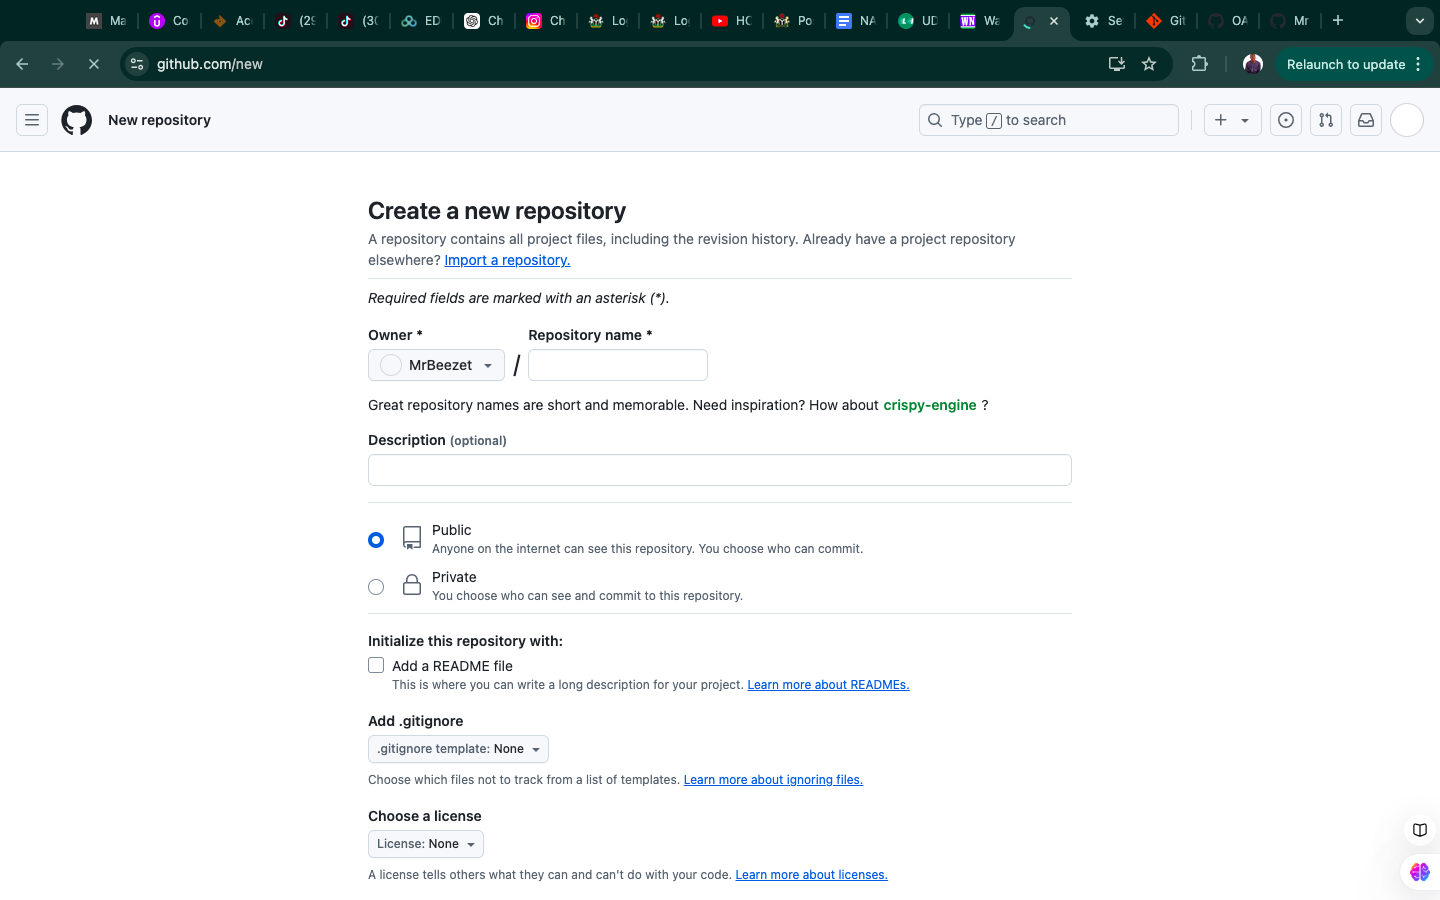 Ma
Co
Ac
(29
(30
ED
Ch
Ch
Lo
Lo
HO
Po
NA
UD
WN Wa
Se
Git
OA
Mr
github.com/new
Relaunch to update
New repository
Type / to search
Create a new repository
A repository contains all project files, including the revision history. Already have a project repository
elsewhere? Import a repository.
Required fields are marked with an asterisk (*).
Owner * Repository name *
MrBeezet /
Great repository names are short and memorable. Need inspiration? How about crispy-engine ?
Description (optional)
Public
Anyone on the internet can see this repository. You choose who can commit.
Private
You choose who can see and commit to this repository.
Initialize this repository with:
Add a README file
This is where you can write a long description for your project. Learn more about READMEs.
Add .gitignore
.gitignore template: None
Choose which files not to track from a list of templates. Learn more about ignoring files.
Choose a license
License: None
A license tells others what they can and can't do with your code. Learn more about licenses.